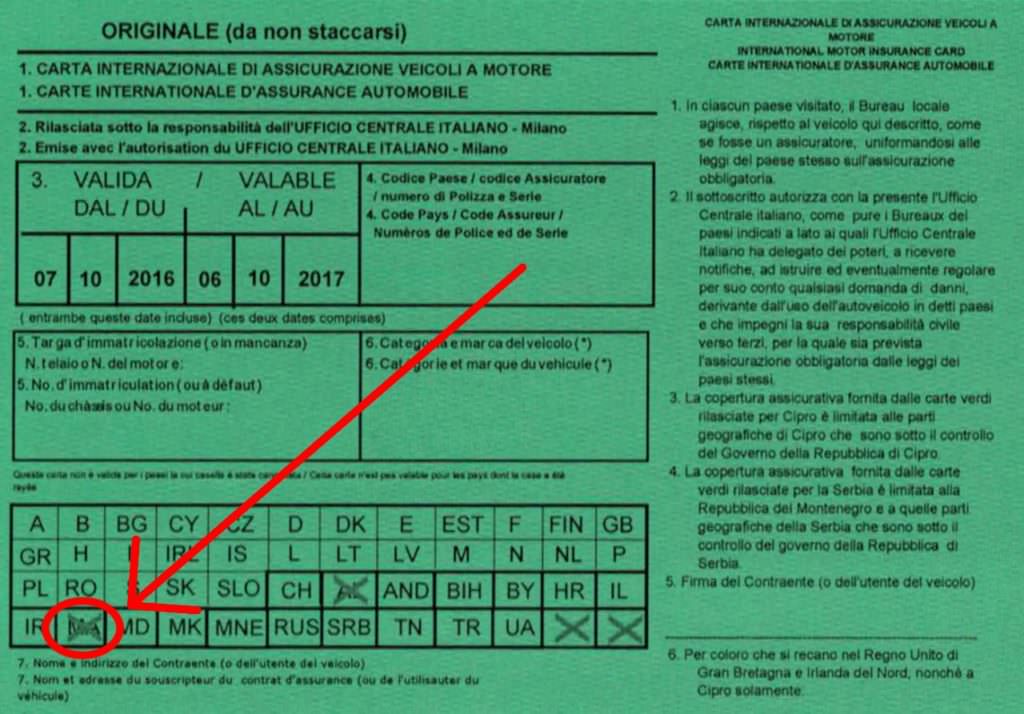 ORIGINALE (da non staccarsi)
1. CARTA INTERNAZIONALE DI ASSICURAZIONE VEICOLI A MOTORE
1. CARTE INTERNATIONALE D'ASSURANCE AUTOMOBILE
2. Rilasciata sotto la responsabilità dell'UFFICIO CENTRALE ITALIANO - Milano
2. Emise avec l'autorisation du UFFICIO CENTRALE ITALIANO - Milano
3. VALIDA / VALABLE
DAL / DU AL / AU
07 10 2016 06 10 2017
4. Codice Paese / codice Assicuratore
/ numero di Polizza e Serie
4. Code Pays / Code Assureur /
Numèros de Police ed de Serie
( entrambe queste date incluse) (ces deux dates comprises)
5. Targa d'immatricolazione (o in mancanza)
N. telaio o N. del motore:
5. No. d'immatriculation (ou à défaut)
No. du châssis ou No. du moteur:
6. Categoria e marca del veicolo (*)
6. Categorie et marque du vehicule (*)
Questa carta non è valida per i paesi la cui casella è stata / Cette carte n'est pas valable pour les pays dont la case a été
rayée
A B BG CY CZ D DK E EST F FIN GB
GR H IRL IS L LT LV M N NL P
PL RO S SK SLO CH AND BIH BY HR IL
IR MD MK MNE RUS SRB TN TR UA
7. Nome e indirizzo del Contraente (o dell'utente del veicolo)
7. Nom et adresse du souscripteur du contrat d'assurance (ou de l'utilisauter du
véhicule)
CARTA INTERNAZIONALE DI ASSICURAZIONE VEICOLI A
MOTORE
INTERNATIONAL MOTOR INSURANCE CARD
CARTE INTERNATIONALE D'ASSURANCE AUTOMOBILE
1. In ciascun paese visitato, il Bureau locale
agisce, rispetto al veicolo qui descritto, come
se fosse un assicuratore, uniformandosi alle
leggi del paese stesso sull'assicurazione
obbligatoria.
2. Il sottoscritto autorizza con la presente l'Ufficio
Centrale italiano, come pure i Bureaux dei
paesi indicati a lato ai quali l'Ufficio Centrale
Italiano ha delegato dei poteri, a ricevere
notifiche, ad istruire ed eventualmente regolare
per suo conto qualsiasi domanda di danni,
derivante dall'uso dell'autoveicolo in detti paesi
e che impegni la sua responsabilità civile
verso terzi, per la quale sia prevista
l'assicurazione obbligatoria dalle leggi dei
paesi stessi.
3. La copertura assicurativa fornita dalle carte verdi
rilasciate per Cipro è limitata alle parti
geografiche di Cipro che sono sotto il controllo
del Governo della Repubblica di Cipro.
4. La copertura assicurativa fornita dalle carte
verdi rilasciate per la Serbia è limitata alla
Repubblica del Montenegro e a quelle parti
geografiche della Serbia che sono sotto il
controllo del governo della Repubblica di
Serbia.
5. Firma del Contraente (o dell'utente del veicolo)
6. Per coloro che si recano nel Regno Unito di
Gran Bretagna e Irlanda del Nord, nonchè a
Cipro solamente: